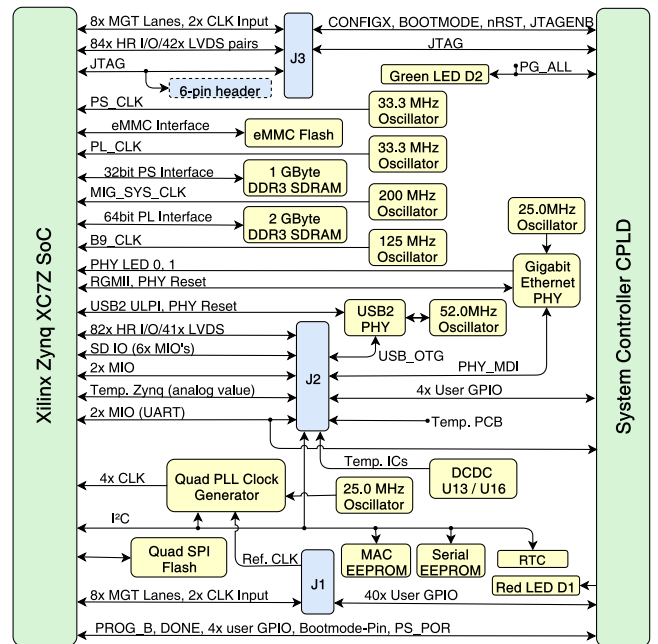 8x MGT Lanes, 2x CLK Input
CONFIGX, BOOTMODE, nRST, JTAGENB
84x HR I/O/42x LVDS pairs
J3
JTAG
JTAG
6-pin header
Green LED D2
PG_ALL
PS_CLK
33.3 MHz
Oscillator
eMMC Interface
eMMC Flash
PL_CLK
33.3 MHz
Oscillator
32bit PS Interface
1 GByte
DDR3 SDRAM
MIG_SYS_CLK
200 MHz
Oscillator
64bit PL Interface
2 GByte
DDR3 SDRAM
25.0MHz
Oscillator
B9_CLK
125 MHz
Oscillator
PHY LED 0, 1
Gigabit
Ethernet
PHY
RGMII, PHY Reset
USB2 ULPI, PHY Reset
USB2
PHY
52.0MHz
Oscillator
82x HR I/O/41x LVDS
SD IO (6x MIO's)
USB_OTG
PHY_MDI
2x MIO
J2
Temp. Zynq (analog value)
4x User GPIO
2x MIO (UART)
Temp. PCB
Temp. ICs
DCDC
U13 / U16
4x CLK
Quad PLL Clock
Generator
25.0 MHz
Oscillator
I²C
Quad SPI
Flash
Ref. CLK
MAC
EEPROM
Serial
EEPROM
RTC
J1
Red LED D1
8x MGT Lanes, 2x CLK Input
40x User GPIO
PROG_B, DONE, 4x user GPIO, Bootmode-Pin, PS_POR
Xilinx Zynq XC7Z SoC
System Controller CPLD